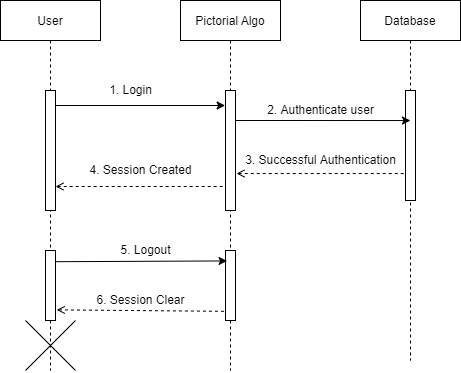 User
Pictorial Algo
Database
1. Login
2. Authenticate user
3. Successful Authentication
4. Session Created
5. Logout
6. Session Clear